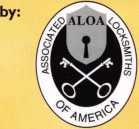 by:
ALOA
ASSOCIATED LOCKSMITHS
OF AMERICA